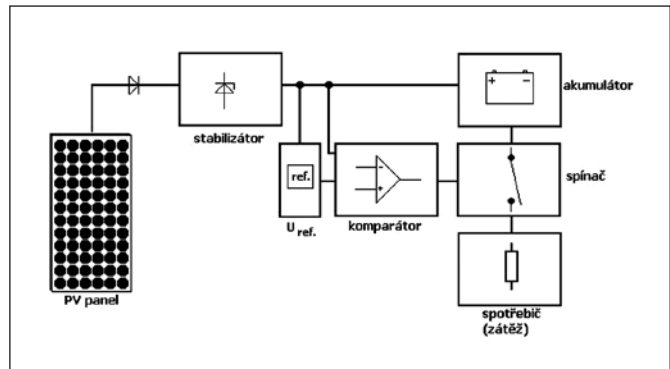 stabilizátor
+ −
akumulátor
ref.
U ref.
−
+
komparátor
spínač
PV panel
spotřebič
(zátěž)